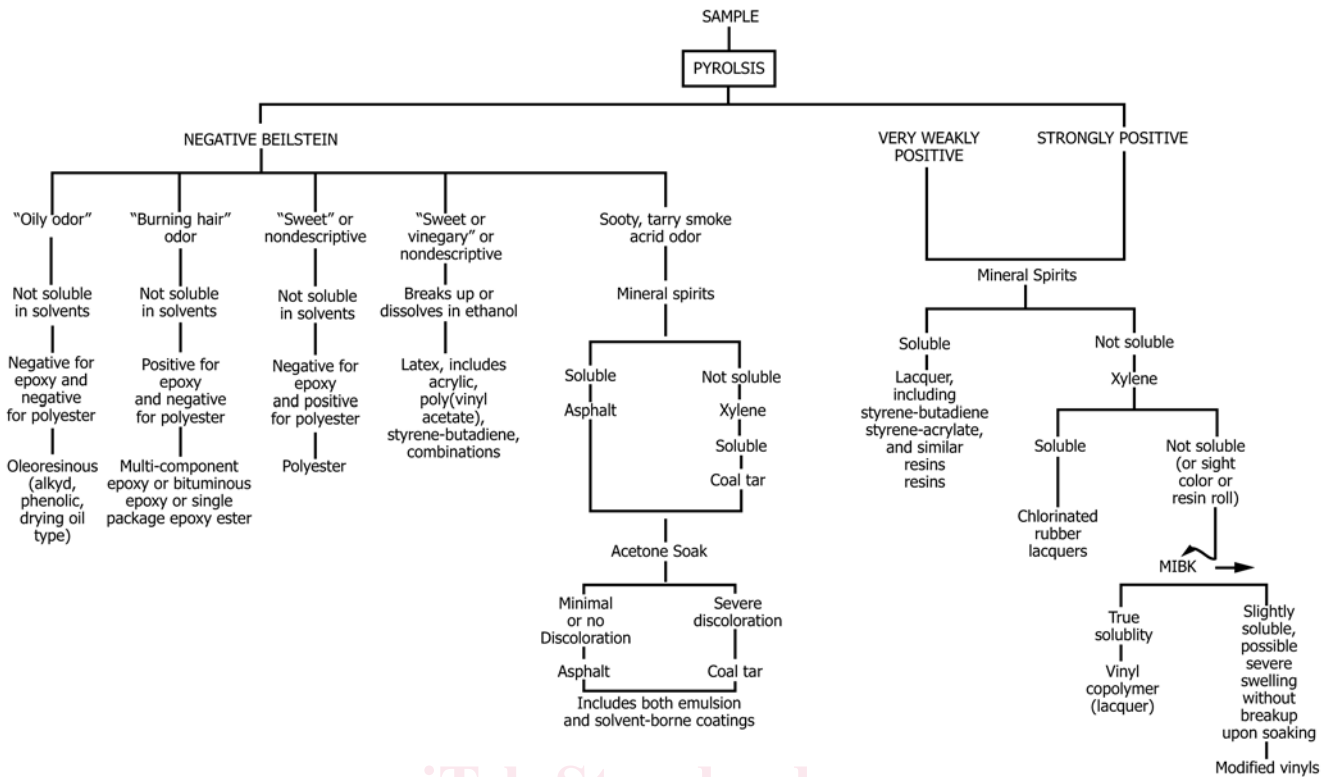 SAMPLE
PYROLSIS
NEGATIVE BEILSTEIN
VERY WEAKLY
POSITIVE
STRONGLY POSITIVE
“Oily odor”
Not soluble
in solvents
Negative for
epoxy and
negative
for polyester
Oleoresinous
(alkyd,
phenolic,
drying oil
type)
“Burning hair”
odor
Not soluble
in solvents
Positive for
epoxy
and negative
for polyester
Multi-component
epoxy or bituminous
epoxy or single
package epoxy ester
“Sweet” or
nondescriptive
Not soluble
in solvents
Negative for
epoxy
and positive
for polyester
Polyester
“Sweet or
vinegary” or
nondescriptive
Breaks up or
dissolves in ethanol
Latex, includes
acrylic,
poly(vinyl
acetate),
styrene-butadiene,
combinations
Sooty, tarry smoke
acrid odor
Mineral spirits
Soluble
Asphalt
Not soluble
Xylene
Soluble
Coal tar
Acetone Soak
Minimal
or no
Discoloration
Asphalt
Severe
discoloration
Coal tar
Includes both emulsion
and solvent-borne coatings
Mineral Spirits
Soluble
Lacquer,
including
styrene-butadiene
styrene-acrylate,
and similar
resins
resins
Not soluble
Xylene
Soluble
Chlorinated
rubber
lacquers
Not soluble
(or sight
color or
resin roll)
MIBK
True
solublity
Vinyl
copolymer
(lacquer)
Slightly
soluble,
possible
severe
swelling
without
breakup
upon soaking
Modified vinyls